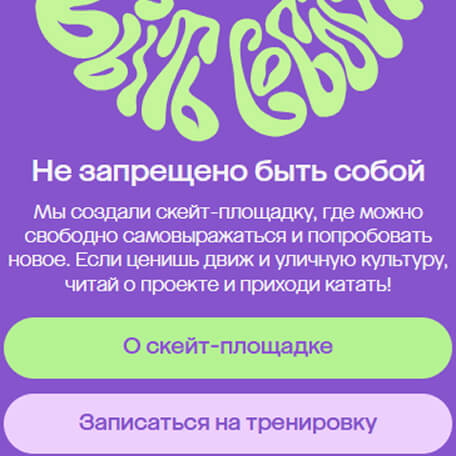 быть собой
Не запрещено быть собой
Мы создали скейт-площадку, где можно
свободно самовыражаться и попробовать
новое. Если ценишь движ и уличную культуру,
читай о проекте и приходи катать!
О скейт-площадке
Записаться на тренировку